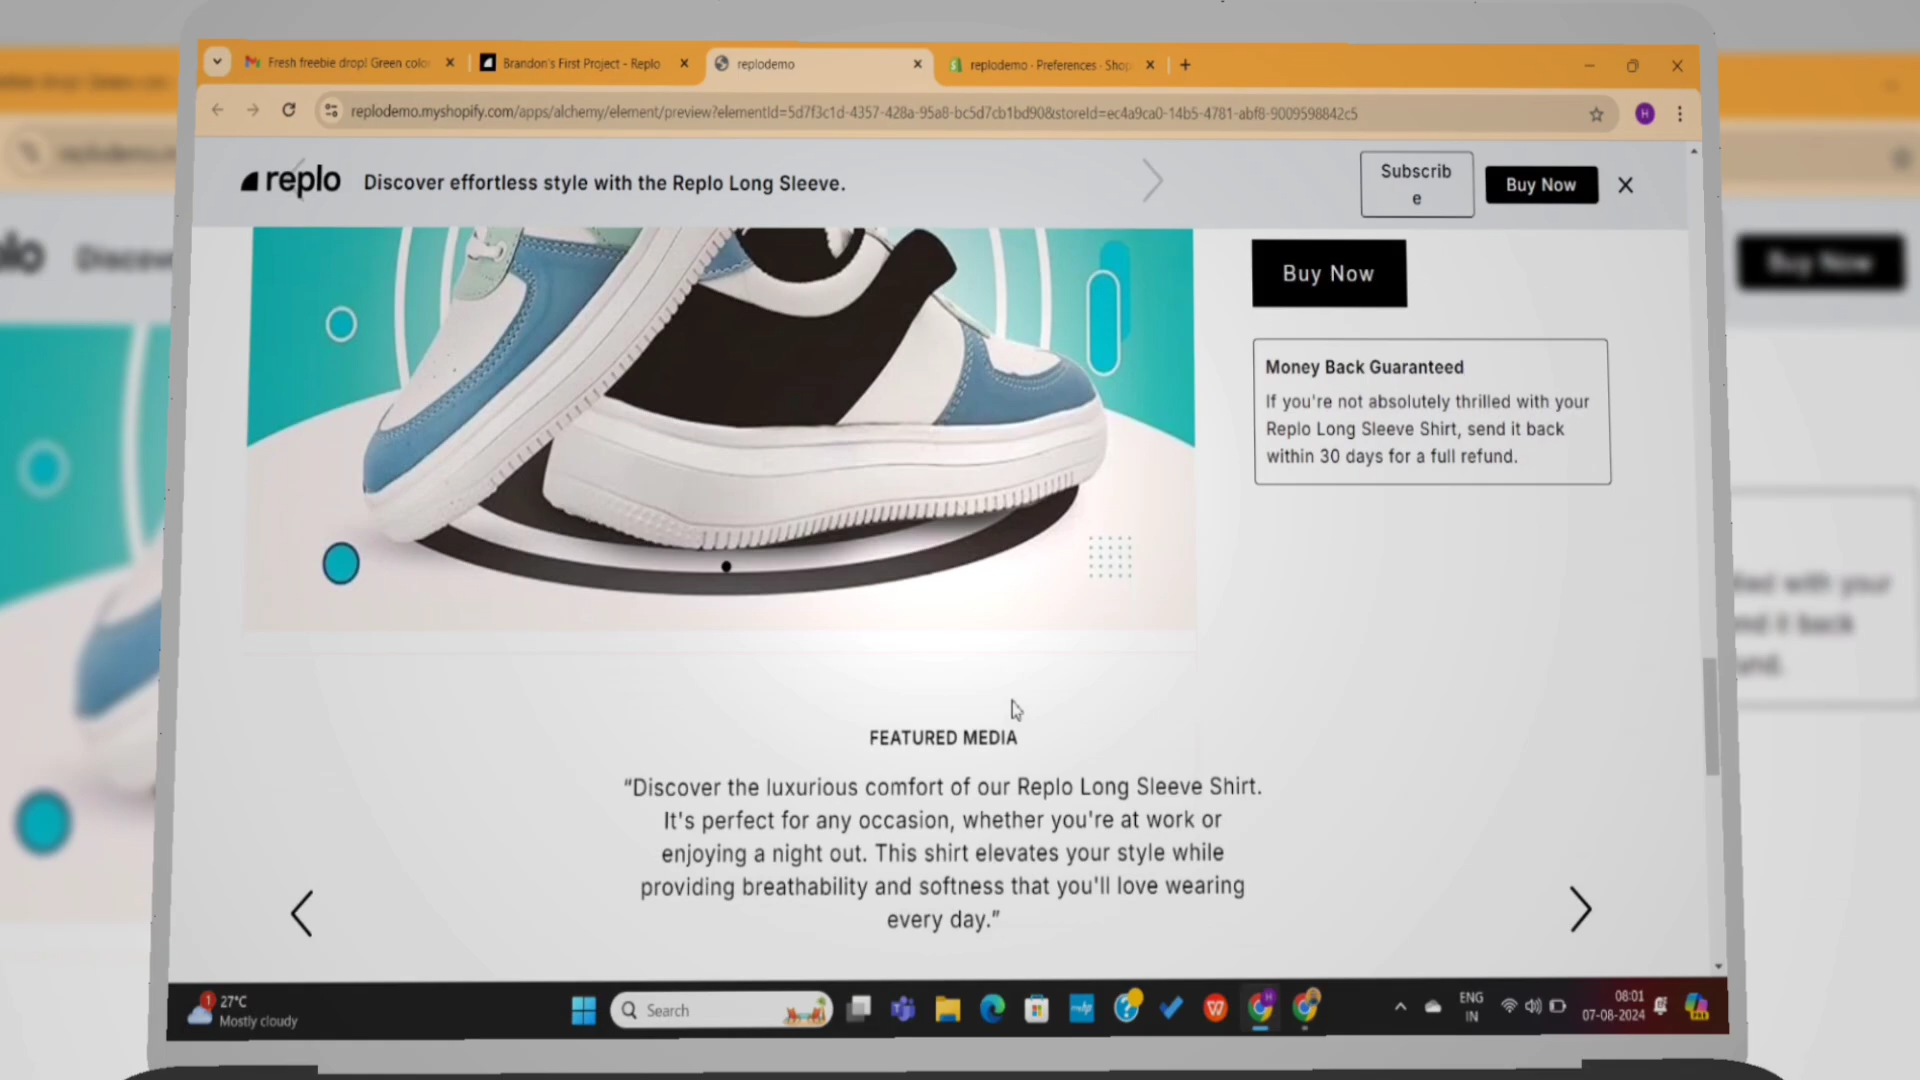 Fresh freebie drop! Green colo
Brandon's First Project - Replo
replodemo
replodemo · Preferences · Shop
replodemo.myshopify.com/apps/alchemy/element/preview?elementId=5d7f3c1d-4357-428a-95a8-bc5d7cb1bd90&storeId=ec4a9ca0-14b5-4781-abf8-9009598842c5
H
replo
Discover effortless style with the Replo Long Sleeve.
Subscrib
e
Buy Now
Buy Now
Buy Now
Money Back Guaranteed
If you're not absolutely thrilled with your
Replo Long Sleeve Shirt, send it back
within 30 days for a full refund.
FEATURED MEDIA
“Discover the luxurious comfort of our Replo Long Sleeve Shirt.
It's perfect for any occasion, whether you're at work or
enjoying a night out. This shirt elevates your style while
providing breathability and softness that you'll love wearing
every day.”
1
27°C
Mostly cloudy
Search
ENG
IN
08:01
07-08-2024